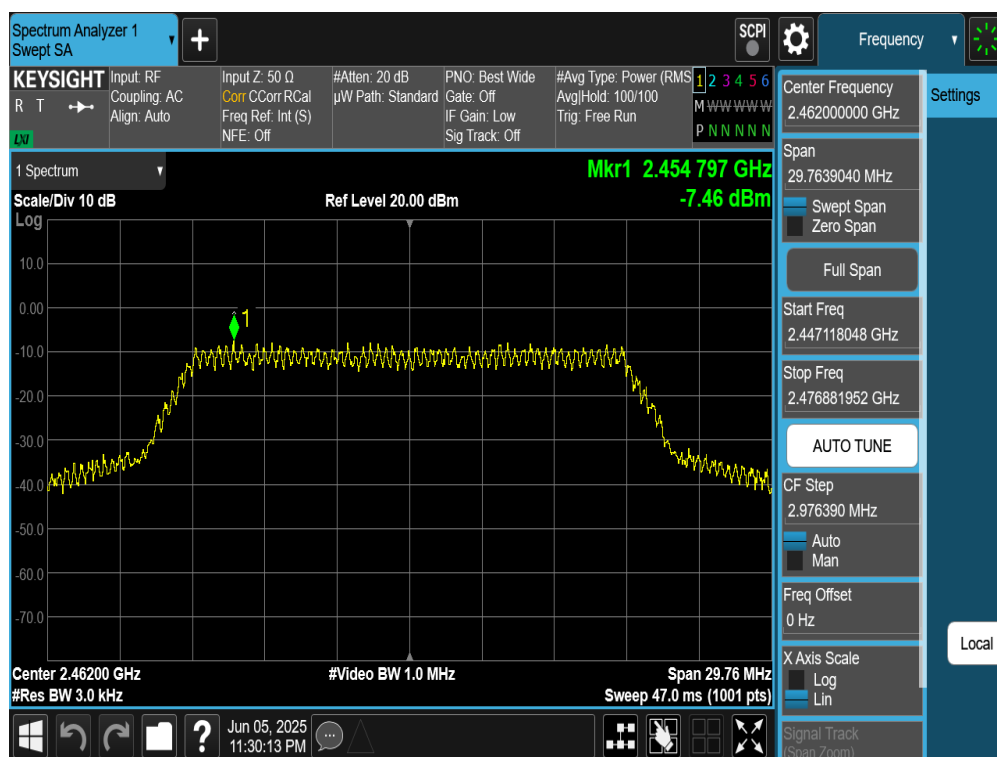 Spectrum Analyzer 1
Swept SA
+
SCPI
Frequency
KEYSIGHT
R T
LXI
Input: RF
Coupling: AC
Align: Auto
Input Z: 50 Ω
Corr CCorr RCal
Freq Ref: Int (S)
NFE: Off
#Atten: 20 dB
µW Path: Standard
PNO: Best Wide
Gate: Off
IF Gain: Low
Sig Track: Off
#Avg Type: Power (RMS
Avg|Hold: 100/100
Trig: Free Run
1 2 3 4 5 6
M W W W W W
P N N N N N
Settings
Center Frequency
2.462000000 GHz
Span
29.7639040 MHz
Swept Span
Zero Span
Full Span
Start Freq
2.447118048 GHz
Stop Freq
2.476881952 GHz
AUTO TUNE
CF Step
2.976390 MHz
Auto
Man
Freq Offset
0 Hz
X Axis Scale
Log
Lin
Signal Track
(Span Zoom)
Local
1 Spectrum
Mkr1 2.454 797 GHz
-7.46 dBm
Scale/Div 10 dB
Ref Level 20.00 dBm
Log
10.0
0.00
1
-10.0
-20.0
-30.0
-40.0
-50.0
-60.0
-70.0
Center 2.46200 GHz
#Video BW 1.0 MHz
Span 29.76 MHz
#Res BW 3.0 kHz
Sweep 47.0 ms (1001 pts)
?
Jun 05, 2025
11:30:13 PM